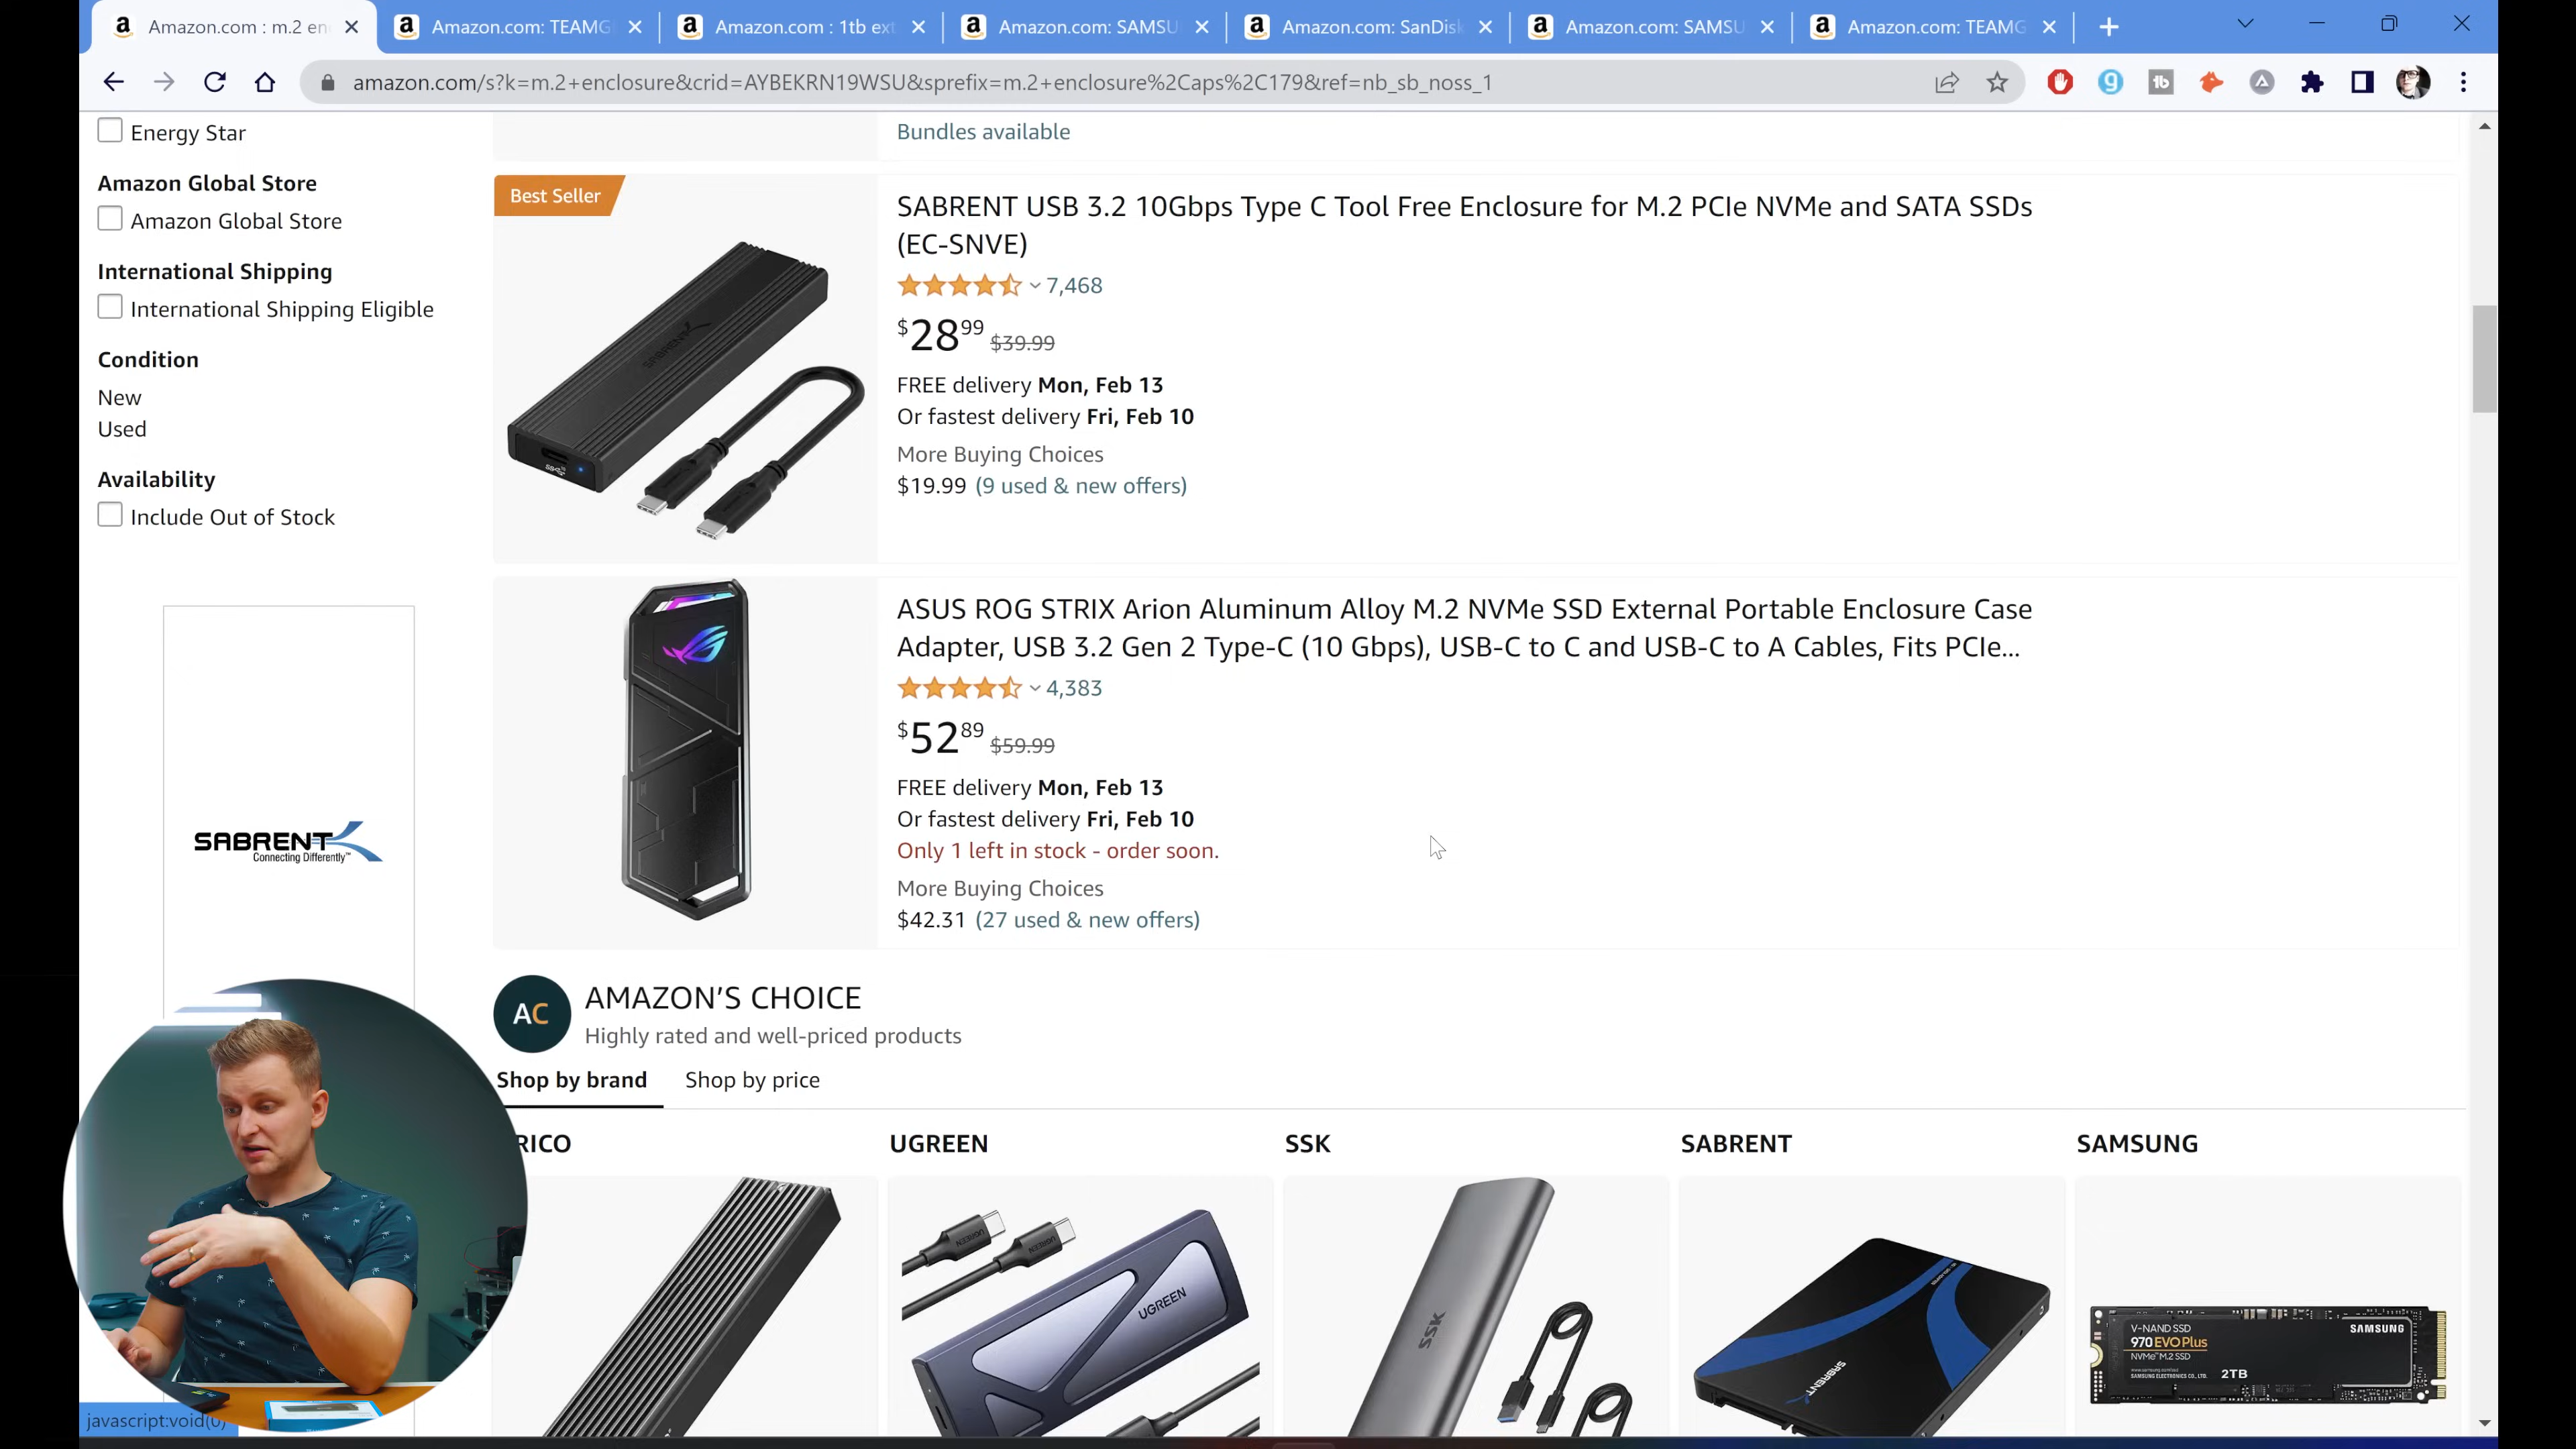 Amazon.com : m.2 en
Amazon.com: TEAMG
Amazon.com : 1tb ext
Amazon.com: SAMSU
Amazon.com: SanDisk
Amazon.com: SAMSU
Amazon.com: TEAMG
amazon.com/s?k=m.2+enclosure&crid=AYBEKRN19WSU&sprefix=m.2+enclosure%2Caps%2C179&ref=nb_sb_noss_1
Energy Star
Amazon Global Store
Amazon Global Store
International Shipping
International Shipping Eligible
Condition
New
Used
Availability
Include Out of Stock
SABRENT
Connecting Differently™
Bundles available
Best Seller
SABRENT
SABRENT USB 3.2 10Gbps Type C Tool Free Enclosure for M.2 PCIe NVMe and SATA SSDs
(EC-SNVE)
7,468
$28.99 $39.99
FREE delivery Mon, Feb 13
Or fastest delivery Fri, Feb 10
More Buying Choices
$19.99 (9 used & new offers)
ASUS ROG STRIX Arion Aluminum Alloy M.2 NVMe SSD External Portable Enclosure Case
Adapter, USB 3.2 Gen 2 Type-C (10 Gbps), USB-C to C and USB-C to A Cables, Fits PCIe...
4,383
$52.89 $59.99
FREE delivery Mon, Feb 13
Or fastest delivery Fri, Feb 10
Only 1 left in stock - order soon.
More Buying Choices
$42.31 (27 used & new offers)
AC
AMAZON'S CHOICE
Highly rated and well-priced products
Shop by brand Shop by price
RICO
UGREEN
SSK
SABRENT
SAMSUNG
UGREEN
SSK
SABRENT
V-NAND SSD
970 EVO Plus
NVMe™ M.2 SSD
SAMSUNG
2TB
javascript:void(0)